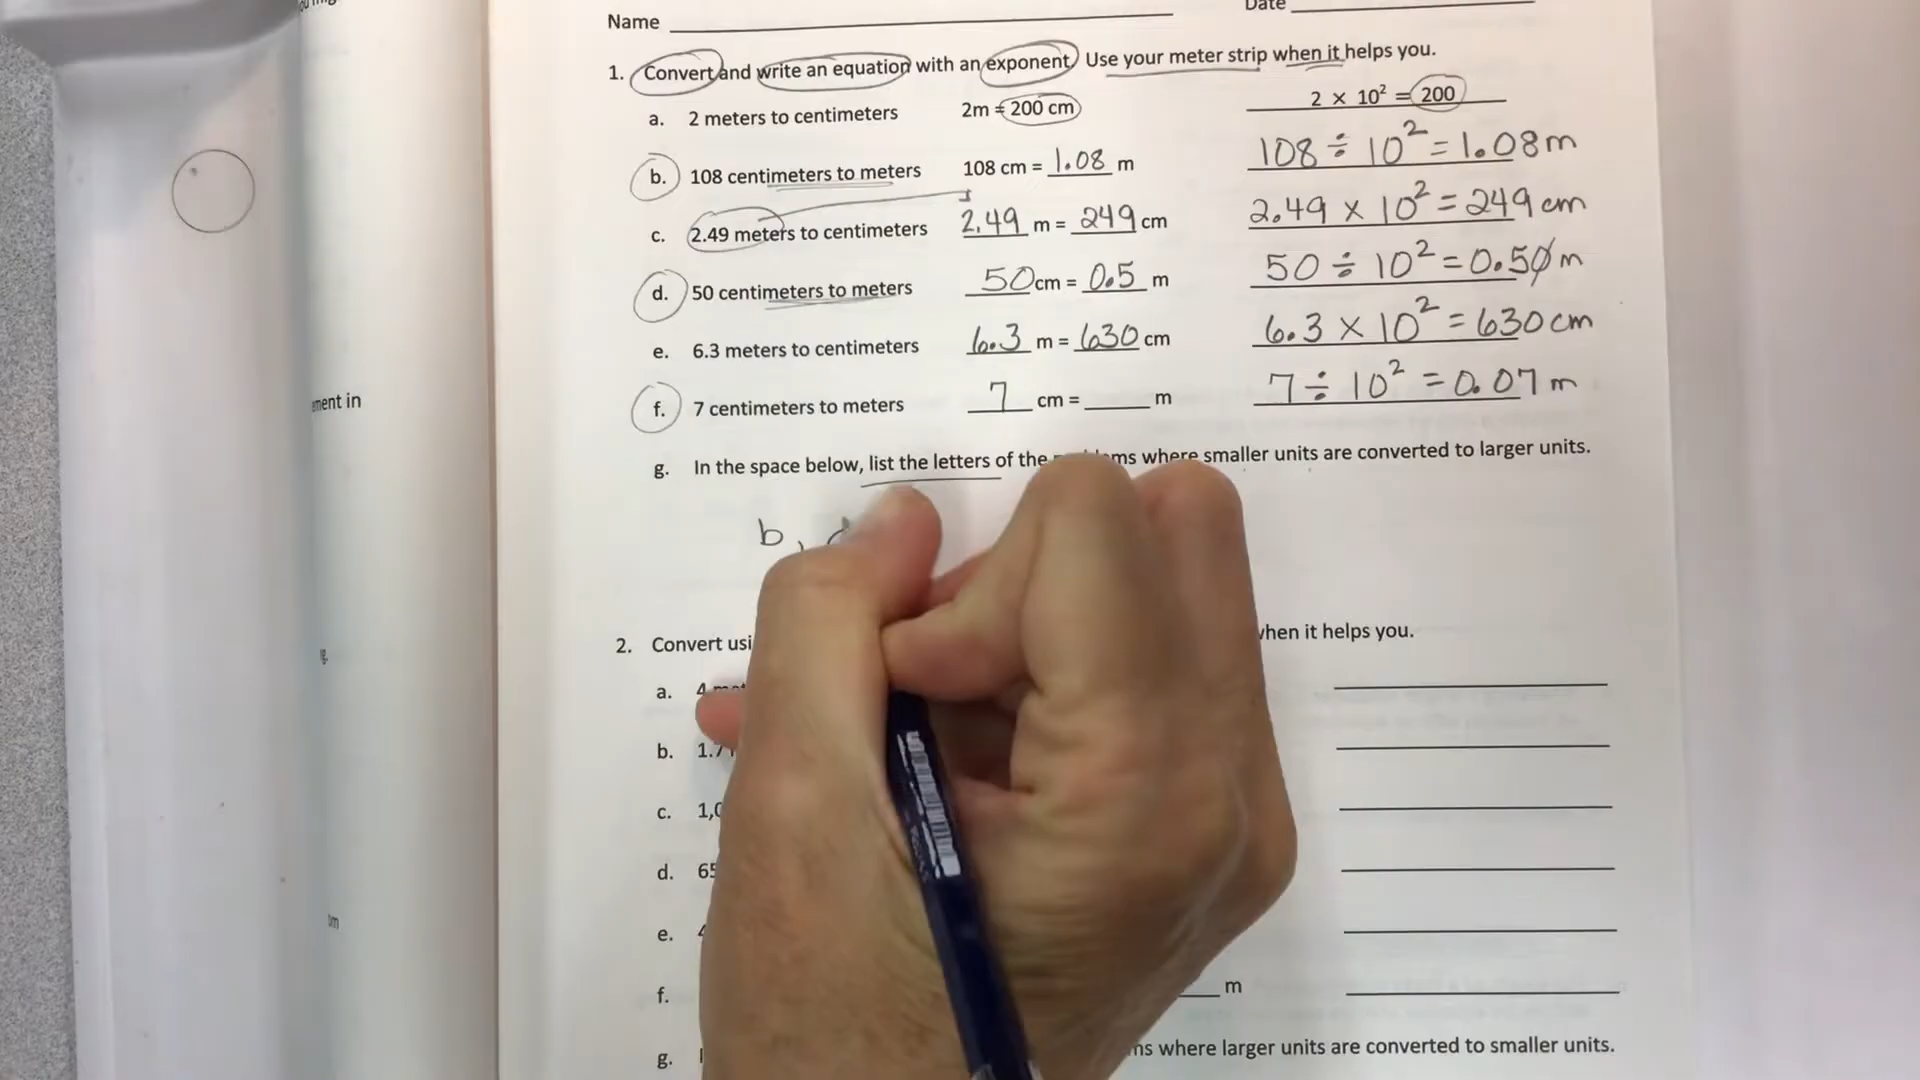 Name Date
1. Convert and write an equation with an exponent. Use your meter strip when it helps you.
a. 2 meters to centimeters 2m = 200 cm 2 × 10² = 200
b. 108 centimeters to meters 108 cm = 1.08 m 108 ÷ 10² = 1.08 m
c. 2.49 meters to centimeters 2.49 m = 249 cm 2.49 × 10² = 249 cm
d. 50 centimeters to meters 50 cm = 0.5 m 50 ÷ 10² = 0.50 m
e. 6.3 meters to centimeters 6.3 m = 630 cm 6.3 × 10² = 630 cm
f. 7 centimeters to meters 7 cm = ______ m 7 ÷ 10² = 0.07 m
g. In the space below, list the letters of the where smaller units are converted to larger units.
b,
2. Convert when it helps you.
a. 4
b. 1.7
c.
d.
e.
f. m
g. where larger units are converted to smaller units.